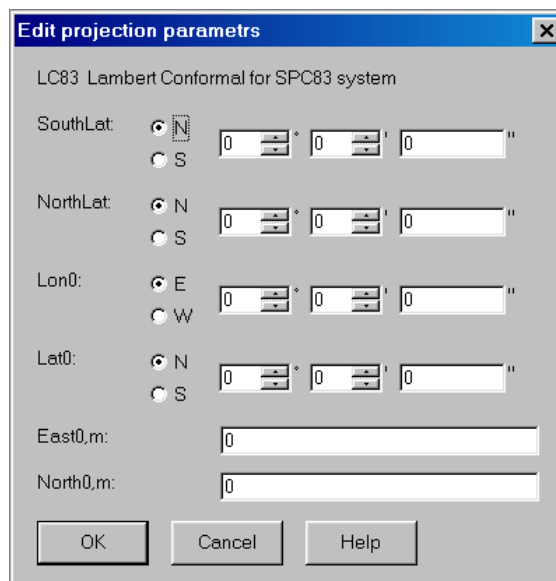 Edit projection parametrs
LC83 Lambert Conformal for SPC83 system
SouthLat: N 0 ° 0 ' 0 "
S
NorthLat: N 0 ° 0 ' 0 "
S
Lon0: E 0 ° 0 ' 0 "
W
Lat0: N 0 ° 0 ' 0 "
S
East0,m: 0
North0,m: 0
OK Cancel Help